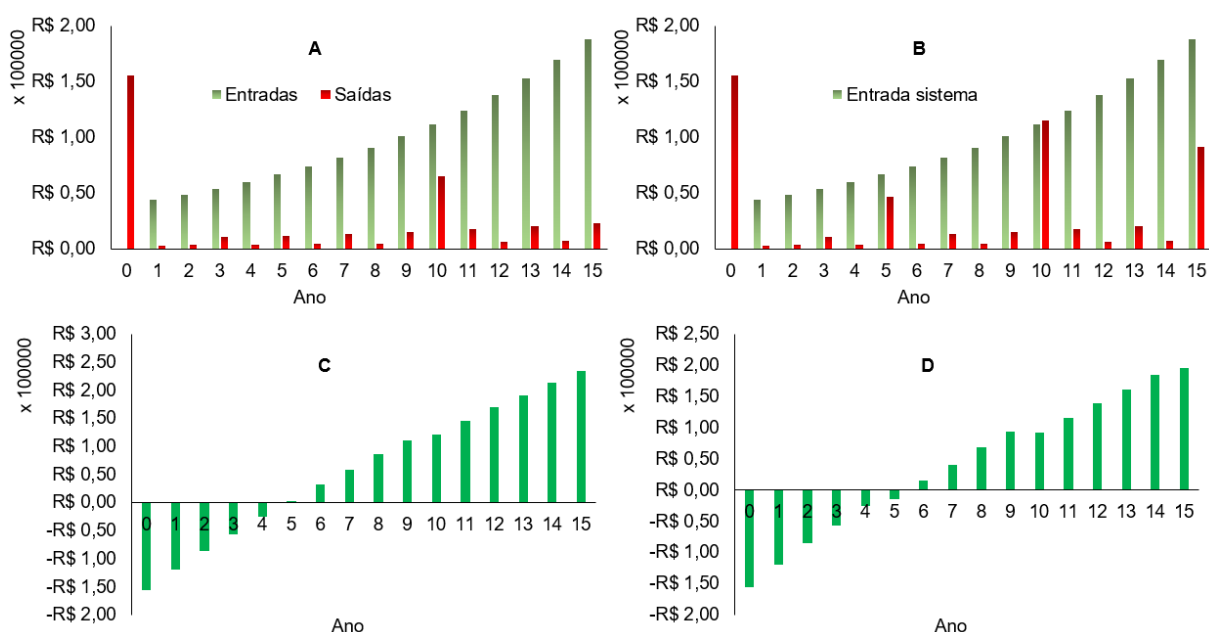 A
x 100000
R$ 2,00
R$ 1,50
R$ 1,00
R$ 0,50
R$ 0,00
Entradas Saídas
0 1 2 3 4 5 6 7 8 9 10 11 12 13 14 15
Ano
B
x 100000
R$ 2,00
R$ 1,50
R$ 1,00
R$ 0,50
R$ 0,00
Entrada sistema
0 1 2 3 4 5 6 7 8 9 10 11 12 13 14 15
Ano
C
x 100000
R$ 3,00
R$ 2,50
R$ 2,00
R$ 1,50
R$ 1,00
R$ 0,50
R$ 0,00
-R$ 0,50
-R$ 1,00
-R$ 1,50
-R$ 2,00
0 1 2 3 4 5 6 7 8 9 10 11 12 13 14 15
Ano
D
x 100000
R$ 2,50
R$ 2,00
R$ 1,50
R$ 1,00
R$ 0,50
R$ 0,00
-R$ 0,50
-R$ 1,00
-R$ 1,50
-R$ 2,00
0 1 2 3 4 5 6 7 8 9 10 11 12 13 14 15
Ano